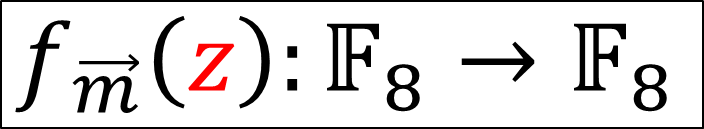 f_{\vec{m}}(z): 𝔽₈ → 𝔽₈